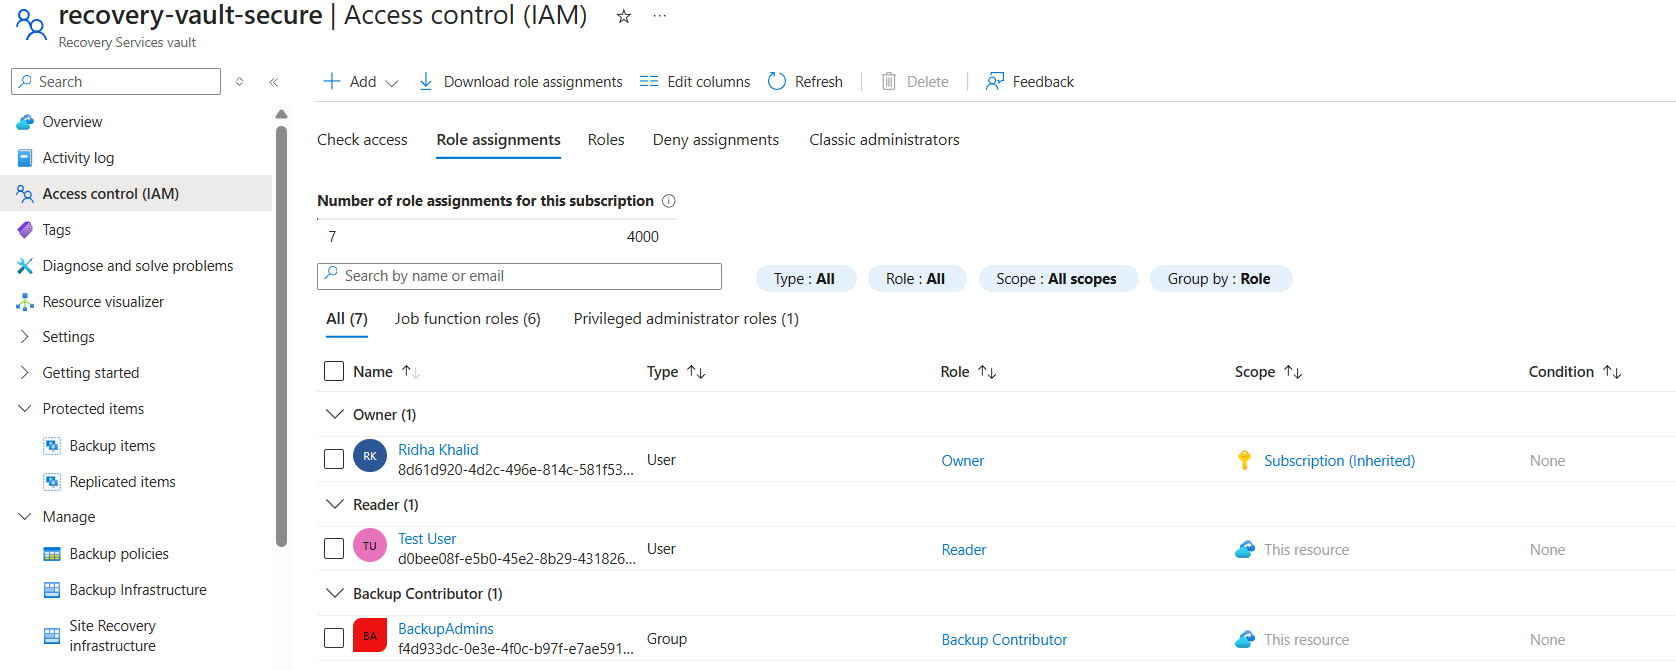 recovery-vault-secure | Access control (IAM) ☆ ···
Recovery Services vault
Search
Overview
Activity log
Access control (IAM)
Tags
Diagnose and solve problems
Resource visualizer
Settings
Getting started
Protected items
Backup items
Replicated items
Manage
Backup policies
Backup Infrastructure
Site Recovery
infrastructure
Add Download role assignments Edit columns Refresh Delete Feedback
Check access Role assignments Roles Deny assignments Classic administrators
Number of role assignments for this subscription
7 4000
Search by name or email Type : All Role : All Scope : All scopes Group by : Role
All (7) Job function roles (6) Privileged administrator roles (1)
Name Type Role Scope Condition
Owner (1)
RK Ridha Khalid User Owner Subscription (Inherited) None
8d61d920-4d2c-496e-814c-581f53...
Reader (1)
TU Test User User Reader This resource None
d0bee08f-e5b0-45e2-8b29-431826...
Backup Contributor (1)
BA BackupAdmins Group Backup Contributor This resource None
f4d933dc-0e3e-4f0c-b97f-e7ae591...